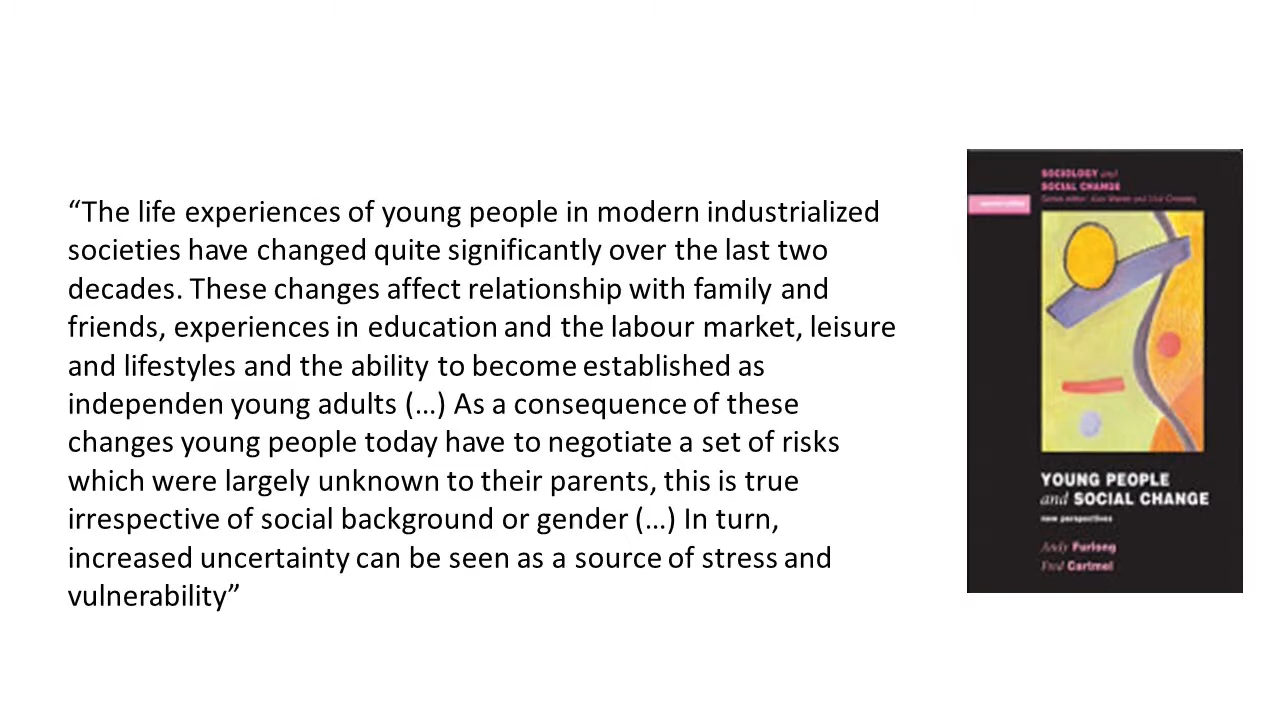 “The life experiences of young people in modern industrialized
societies have changed quite significantly over the last two
decades. These changes affect relationship with family and
friends, experiences in education and the labour market, leisure
and lifestyles and the ability to become established as
independen young adults (…) As a consequence of these
changes young people today have to negotiate a set of risks
which were largely unknown to their parents, this is true
irrespective of social background or gender (…) In turn,
increased uncertainty can be seen as a source of stress and
vulnerability”
SOCIOLOGY and
SOCIAL CHANGE
YOUNG PEOPLE
and SOCIAL CHANGE
new perspectives
Andy Furlong
Fred Cartmel